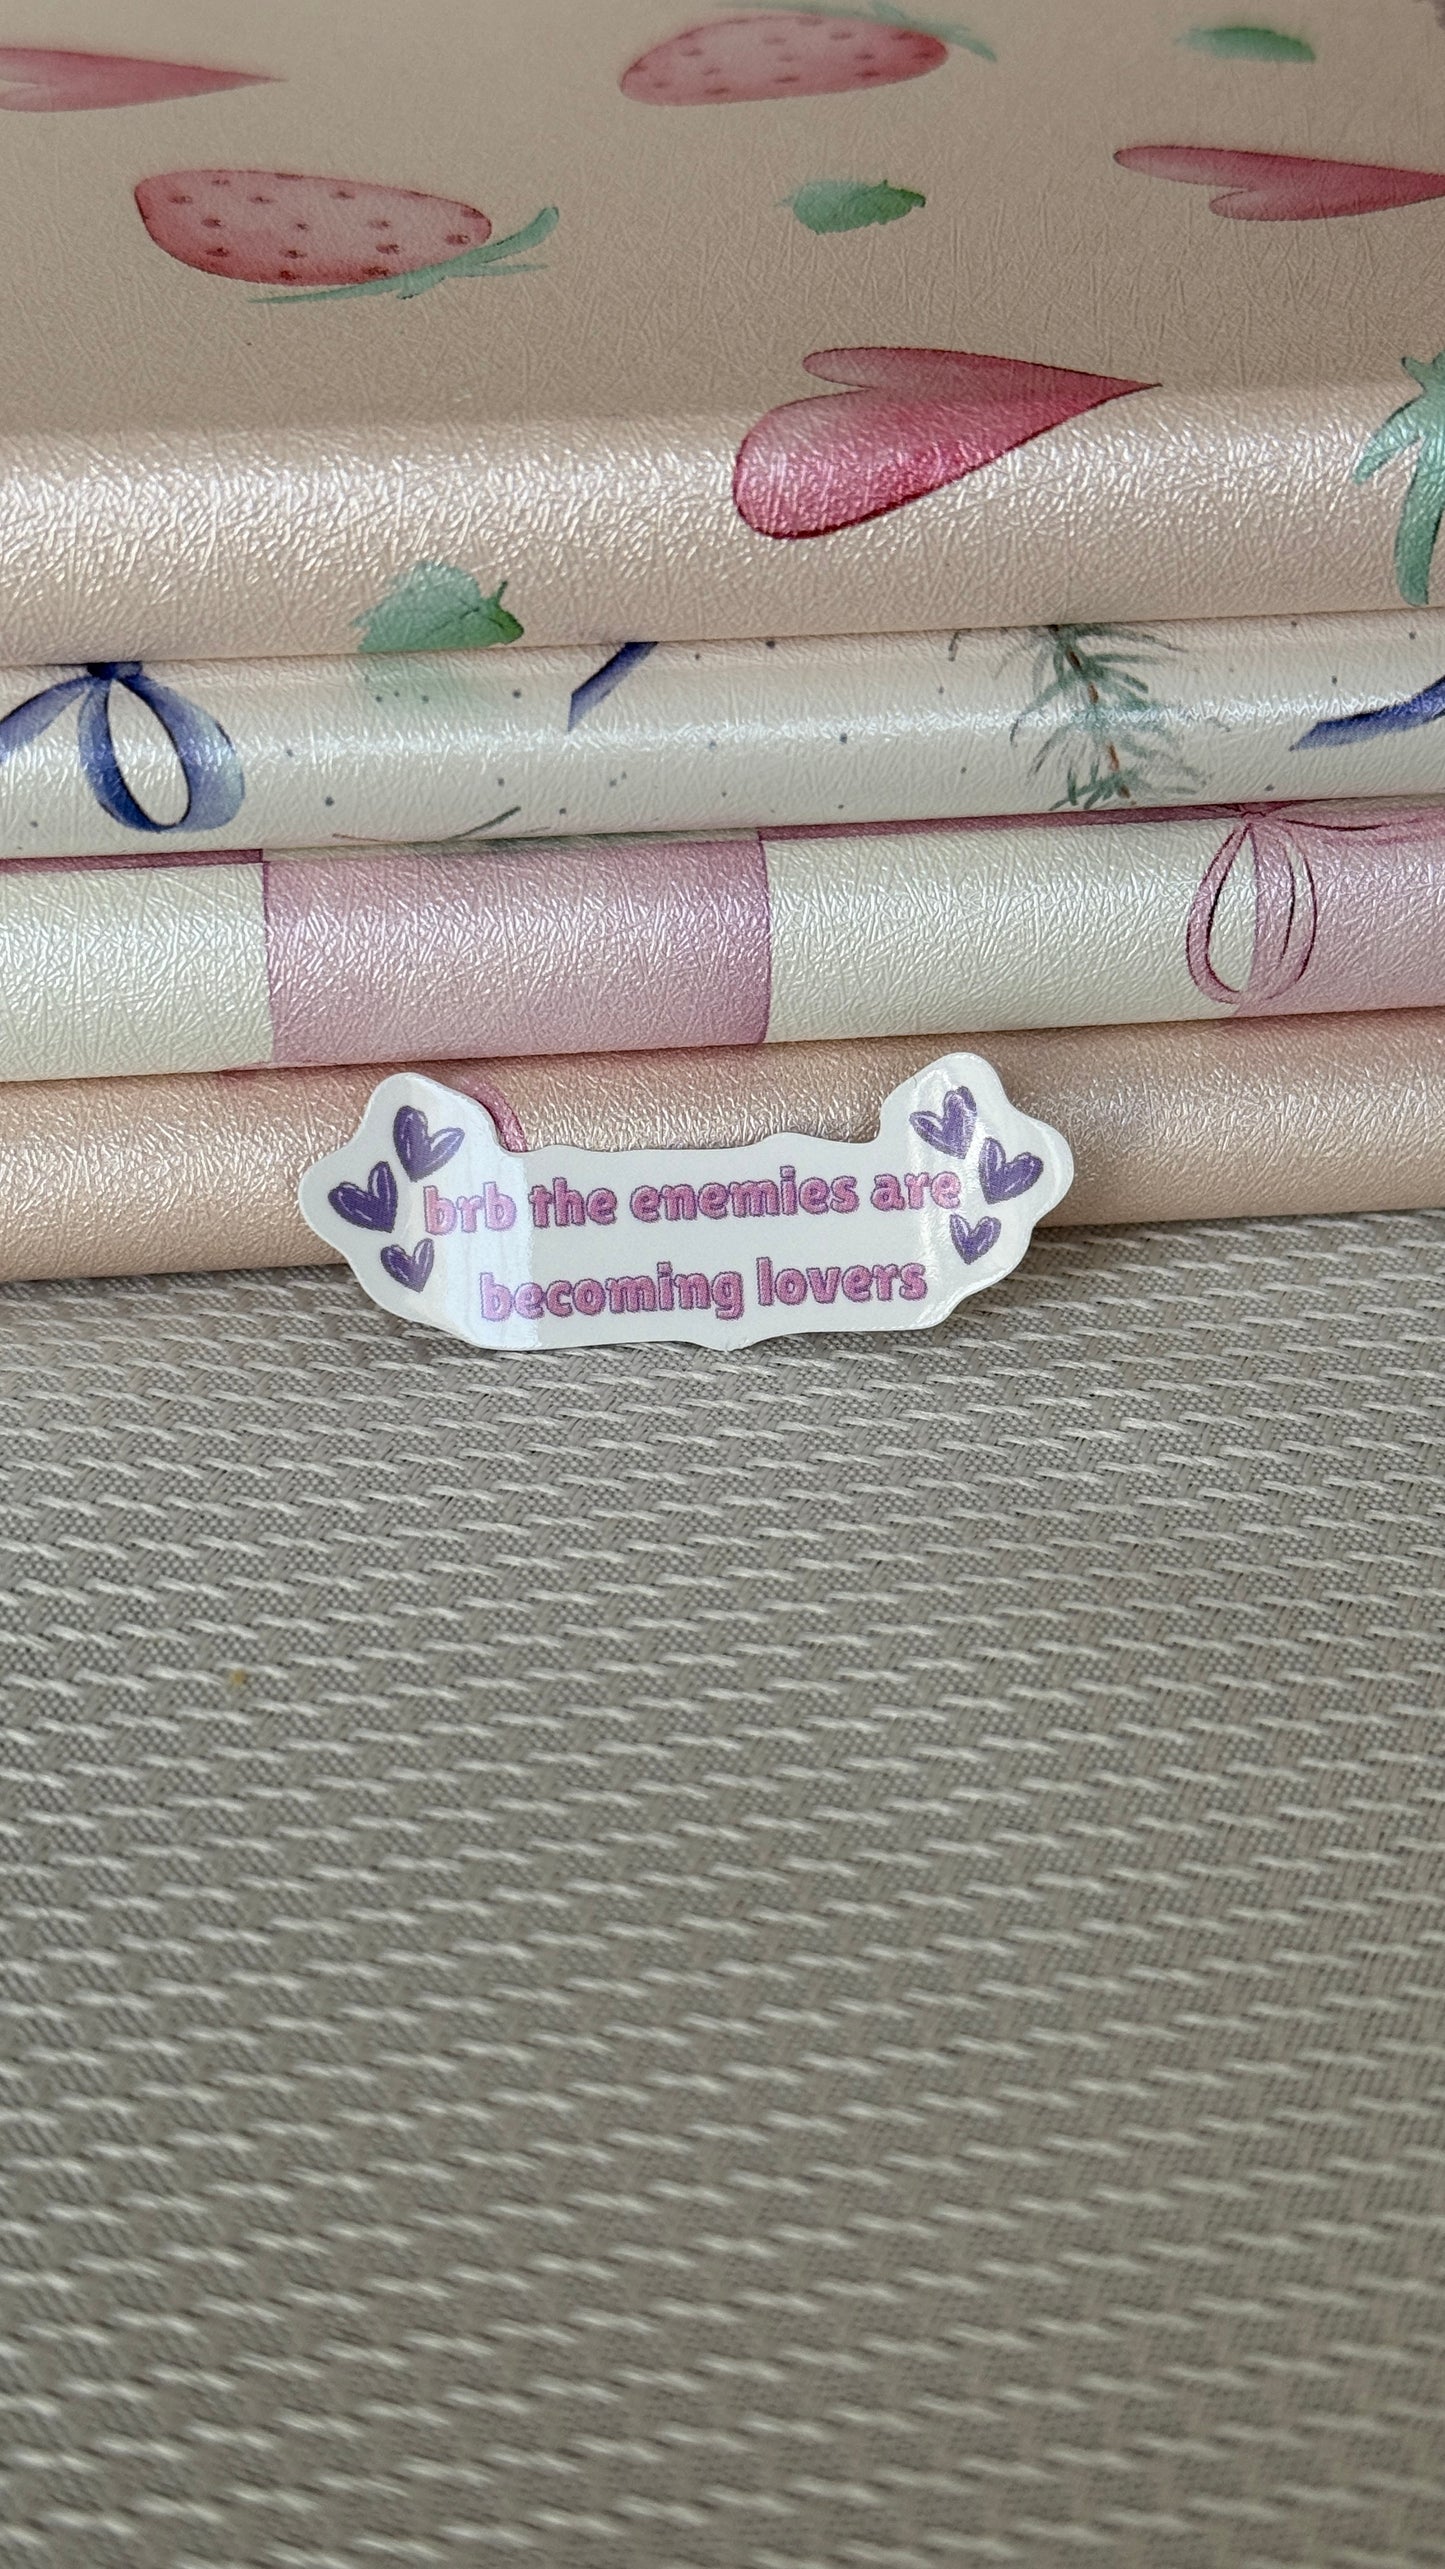 brb the enemies are
becoming lovers